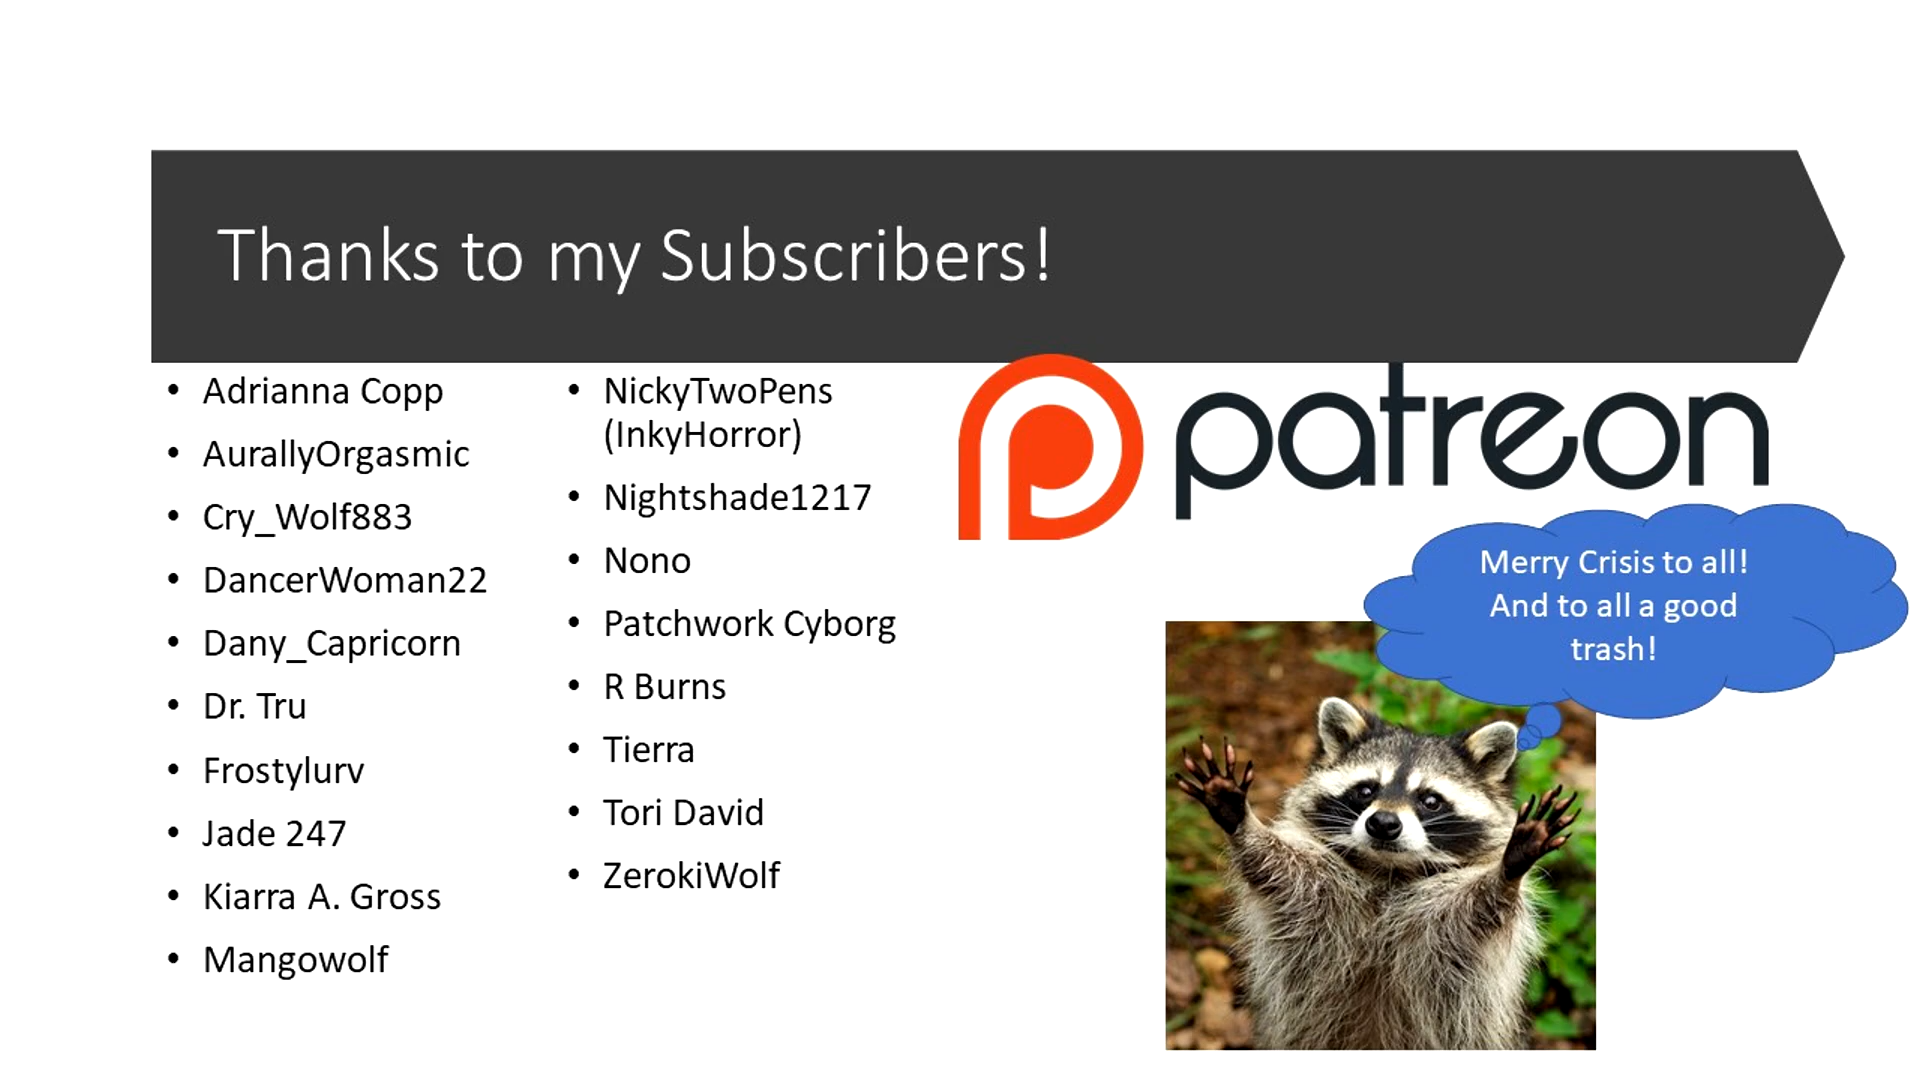 Thanks to my Subscribers!
• Adrianna Copp
• AurallyOrgasmic
• Cry_Wolf883
• DancerWoman22
• Dany_Capricorn
• Dr. Tru
• Frostylurv
• Jade 247
• Kiarra A. Gross
• Mangowolf
• NickyTwoPens
(InkyHorror)
• Nightshade1217
• Nono
• Patchwork Cyborg
• R Burns
• Tierra
• Tori David
• ZerokiWolf
patreon
Merry Crisis to all!
And to all a good
trash!